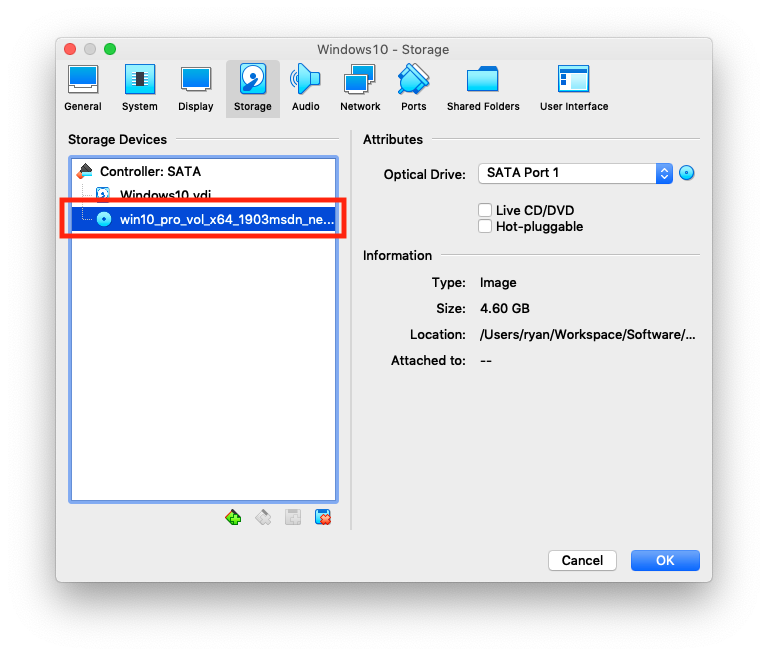 Windows10 - Storage
General
System
Display
Storage
Audio
Network
Ports
Shared Folders
User Interface
Storage Devices
Controller: SATA
Windows10.vdi
win10_pro_vol_x64_1903msdn_ne...
Attributes
Optical Drive: SATA Port 1
Live CD/DVD
Hot-pluggable
Information
Type: Image
Size: 4.60 GB
Location: /Users/ryan/Workspace/Software/...
Attached to: --
Cancel
OK